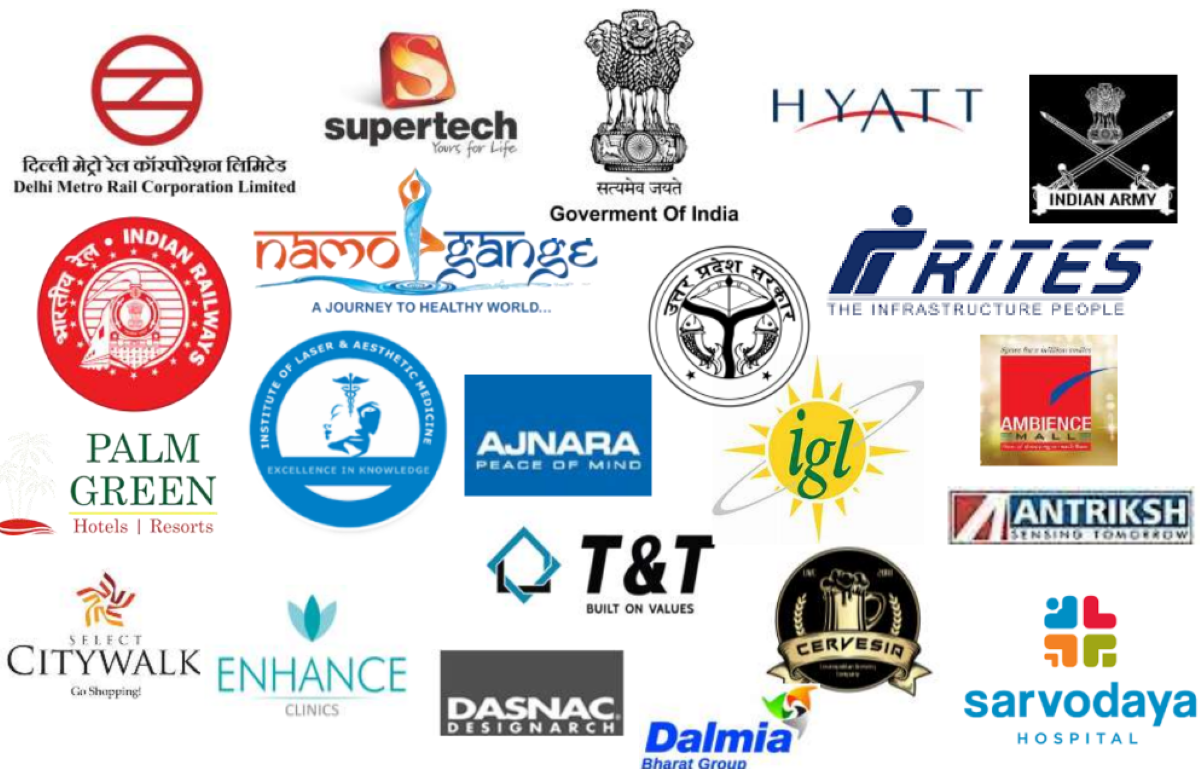 दिल्ली मेट्रो रेल कॉरपोरेशन लिमिटेड
Delhi Metro Rail Corporation Limited
S
supertech
Yours for Life
सत्यमेव जयते
Goverment Of India
HYATT
INDIAN ARMY
भारतीय रेल • INDIAN RAILWAYS
namo gange
A JOURNEY TO HEALTHY WORLD...
उत्तर प्रदेश सरकार
RITES
THE INFRASTRUCTURE PEOPLE
INSTITUTE OF LASER & AESTHETIC MEDICINE
EXCELLENCE IN KNOWLEDGE
AJNARA
PEACE OF MIND
igl
AMBIENCE
MALL
PALM
GREEN
Hotels | Resorts
ANTRIKSH
SENSING TOMORROW
T&T
BUILT ON VALUES
CERVESIA
Company
SELECT
CITYWALK
Go Shopping!
ENHANCE
CLINICS
DASNAC
DESIGNARCH
Dalmia
Bharat Group
sarvodaya
HOSPITAL